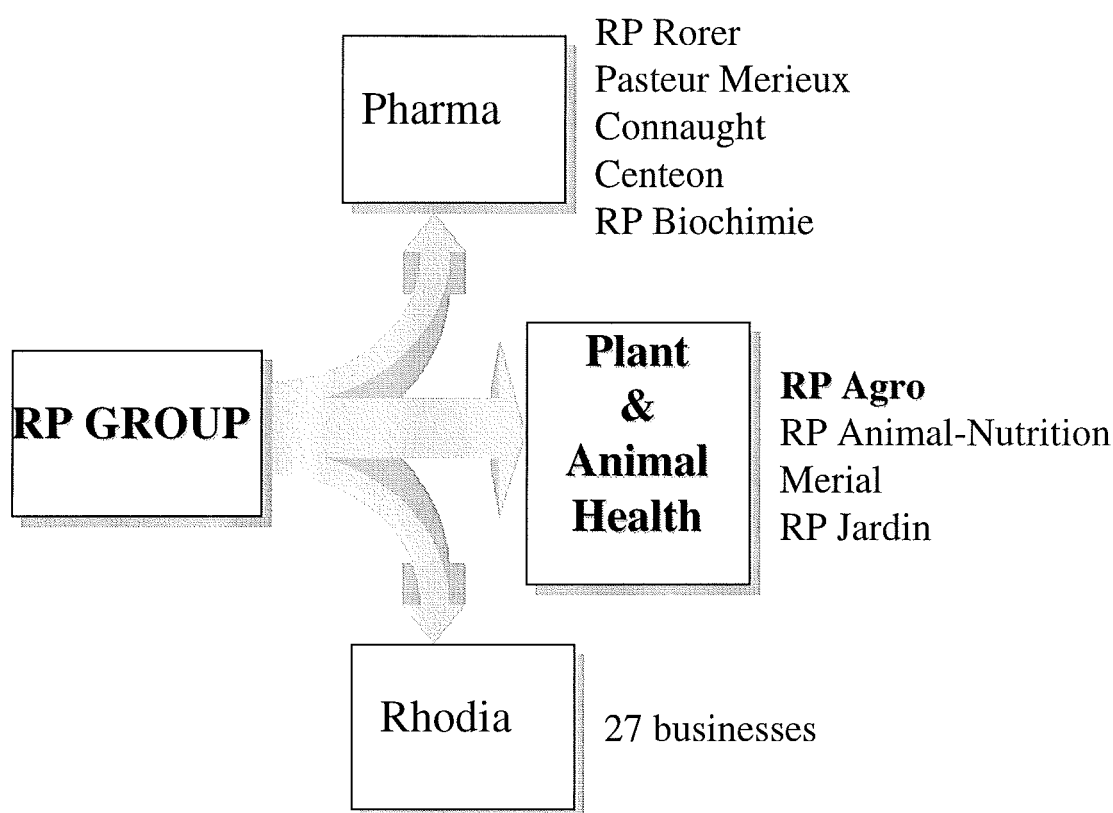 Pharma
RP Rorer
Pasteur Merieux
Connaught
Centeon
RP Biochimie
RP GROUP
Plant
&
Animal
Health
RP Agro
RP Animal-Nutrition
Merial
RP Jardin
Rhodia
27 businesses